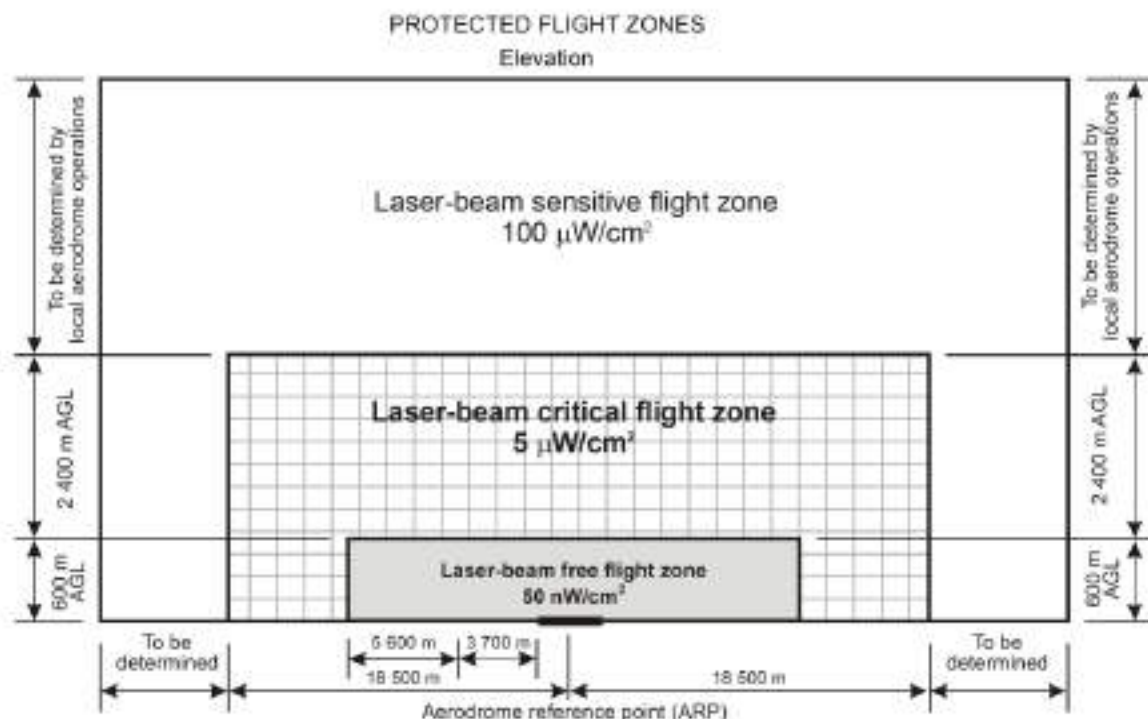 PROTECTED FLIGHT ZONES
Elevation
To be determined by
local aerodrome operations
Laser-beam sensitive flight zone
100 μW/cm²
To be determined by
local aerodrome operations
2 400 m AGL
Laser-beam critical flight zone
5 μW/cm²
2 400 m AGL
600 m
AGL
Laser-beam free flight zone
50 nW/cm²
600 m
AGL
To be
determined
5 600 m
3 700 m
To be
determined
18 500 m
18 500 m
Aerodrome reference point (ARP)